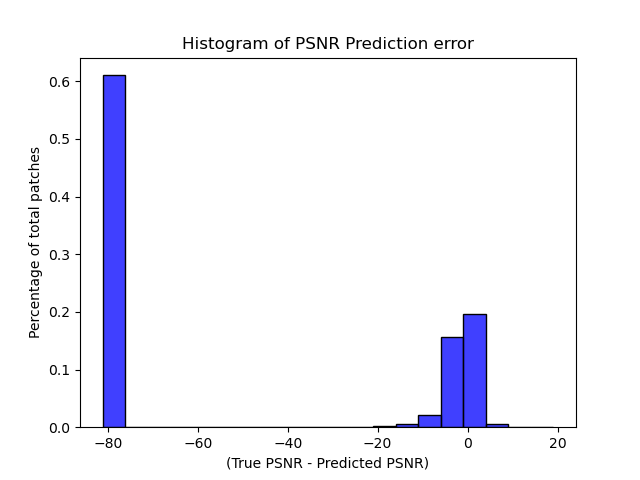 Histogram of PSNR Prediction error
Percentage of total patches
0.6
0.5
0.4
0.3
0.2
0.1
0.0
−80 −60 −40 −20 0 20
(True PSNR - Predicted PSNR)